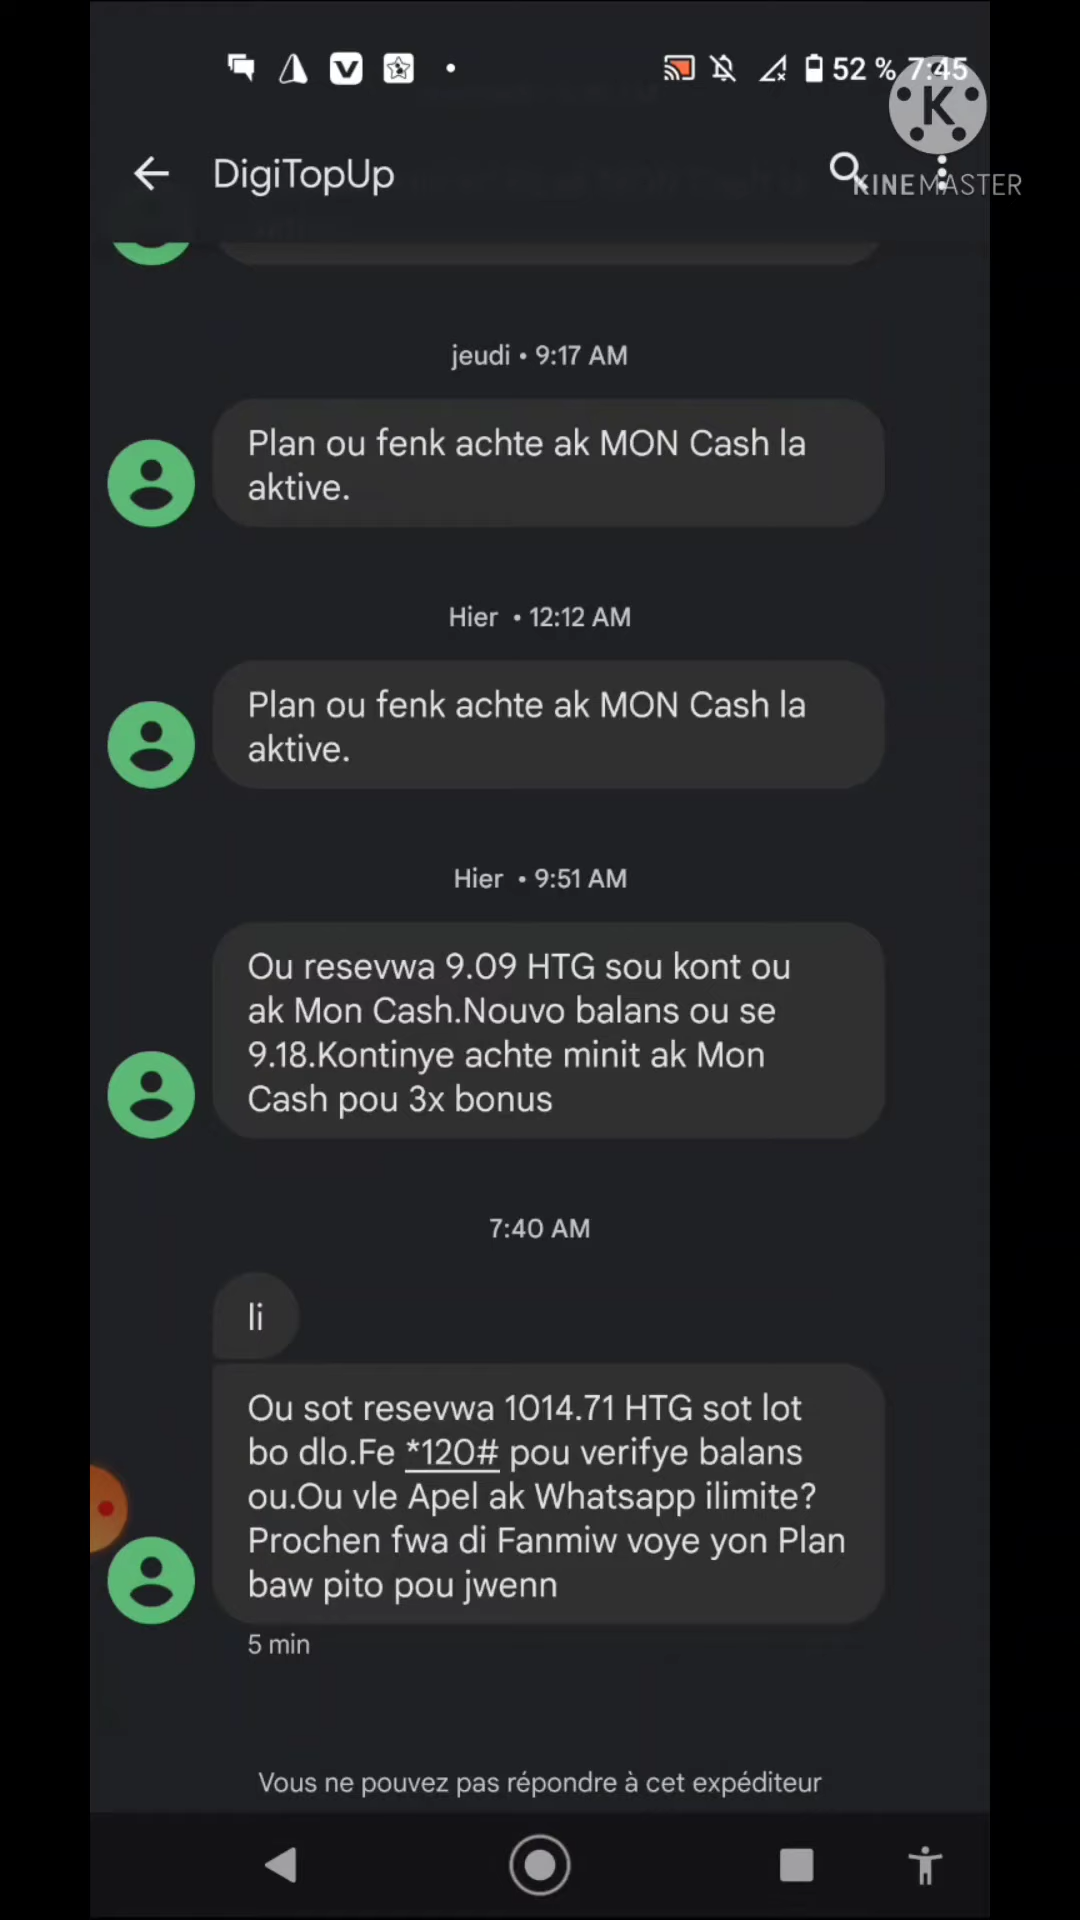 52 % 7:45
K
DigiTopUp
KINEMASTER
jeudi • 9:17 AM
Plan ou fenk achte ak MON Cash la
aktive.
Hier • 12:12 AM
Plan ou fenk achte ak MON Cash la
aktive.
Hier • 9:51 AM
Ou resevwa 9.09 HTG sou kont ou
ak Mon Cash.Nouvo balans ou se
9.18.Kontinye achte minit ak Mon
Cash pou 3x bonus
7:40 AM
li
Ou sot resevwa 1014.71 HTG sot lot
bo dlo.Fe *120# pou verifye balans
ou.Ou vle Apel ak Whatsapp ilimite?
Prochen fwa di Fanmiw voye yon Plan
baw pito pou jwenn
5 min
Vous ne pouvez pas répondre à cet expéditeur